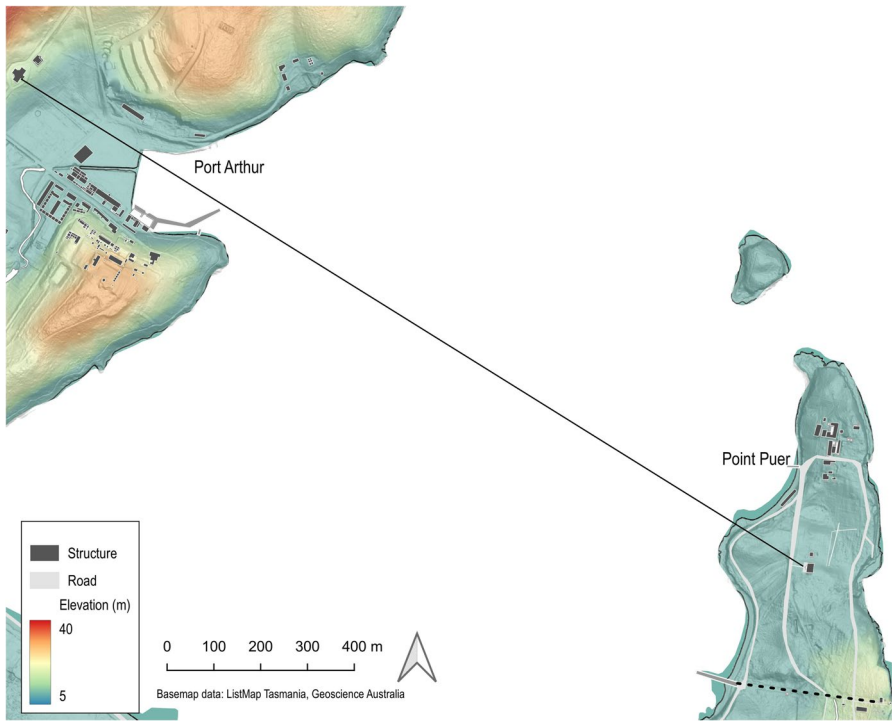 Port Arthur
Point Puer
Structure
Road
Elevation (m)
40
5
0 100 200 300 400 m
Basemap data: ListMap Tasmania, Geoscience Australia